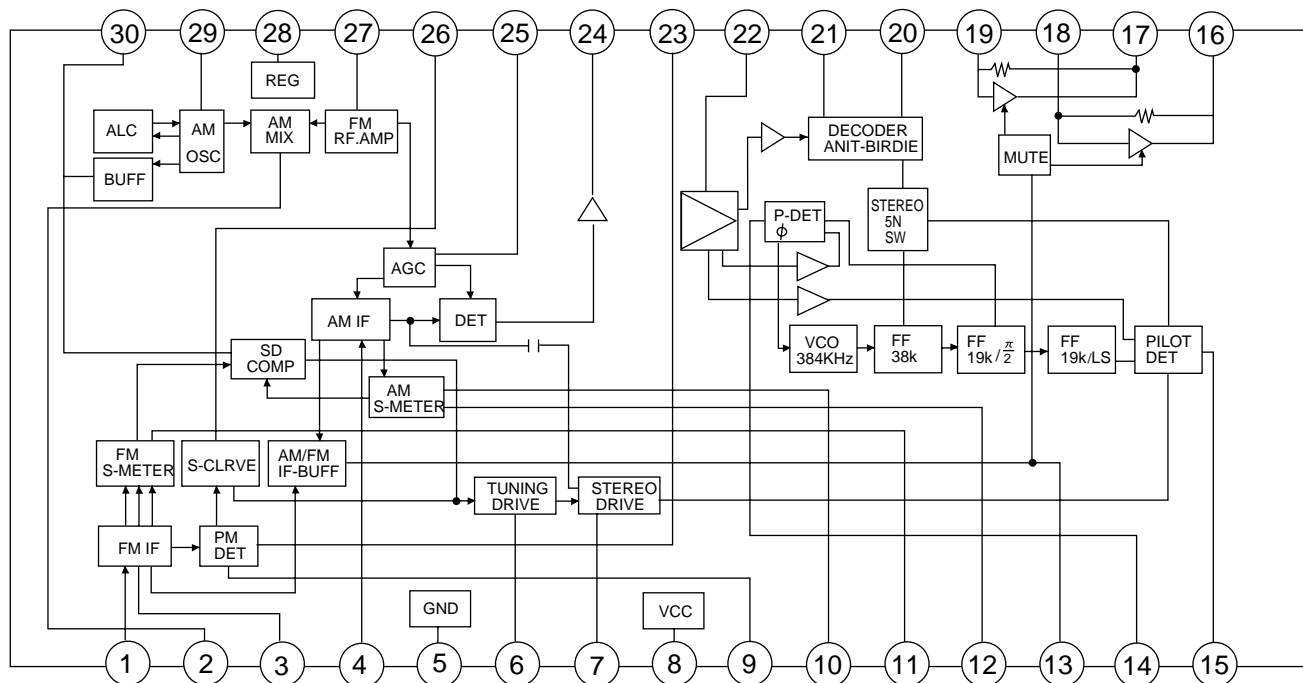 30 29 28 27 26 25 24 23 22 21 20 19 18 17 16
REG
ALC
AM
OSC
AM
MIX
FM
RF.AMP
DECODER
ANIT-BIRDIE
MUTE
BUFF
STEREO
5N
SW
P-DET
ϕ
AGC
AM IF
DET
SD
COMP
VCO
384KHz
FF
38k
FF
19k/π/2
FF
19k/LS
PILOT
DET
AM
S-METER
FM
S-METER
S-CLRVE
AM/FM
IF-BUFF
TUNING
DRIVE
STEREO
DRIVE
FM IF
PM
DET
GND
VCC
1 2 3 4 5 6 7 8 9 10 11 12 13 14 15